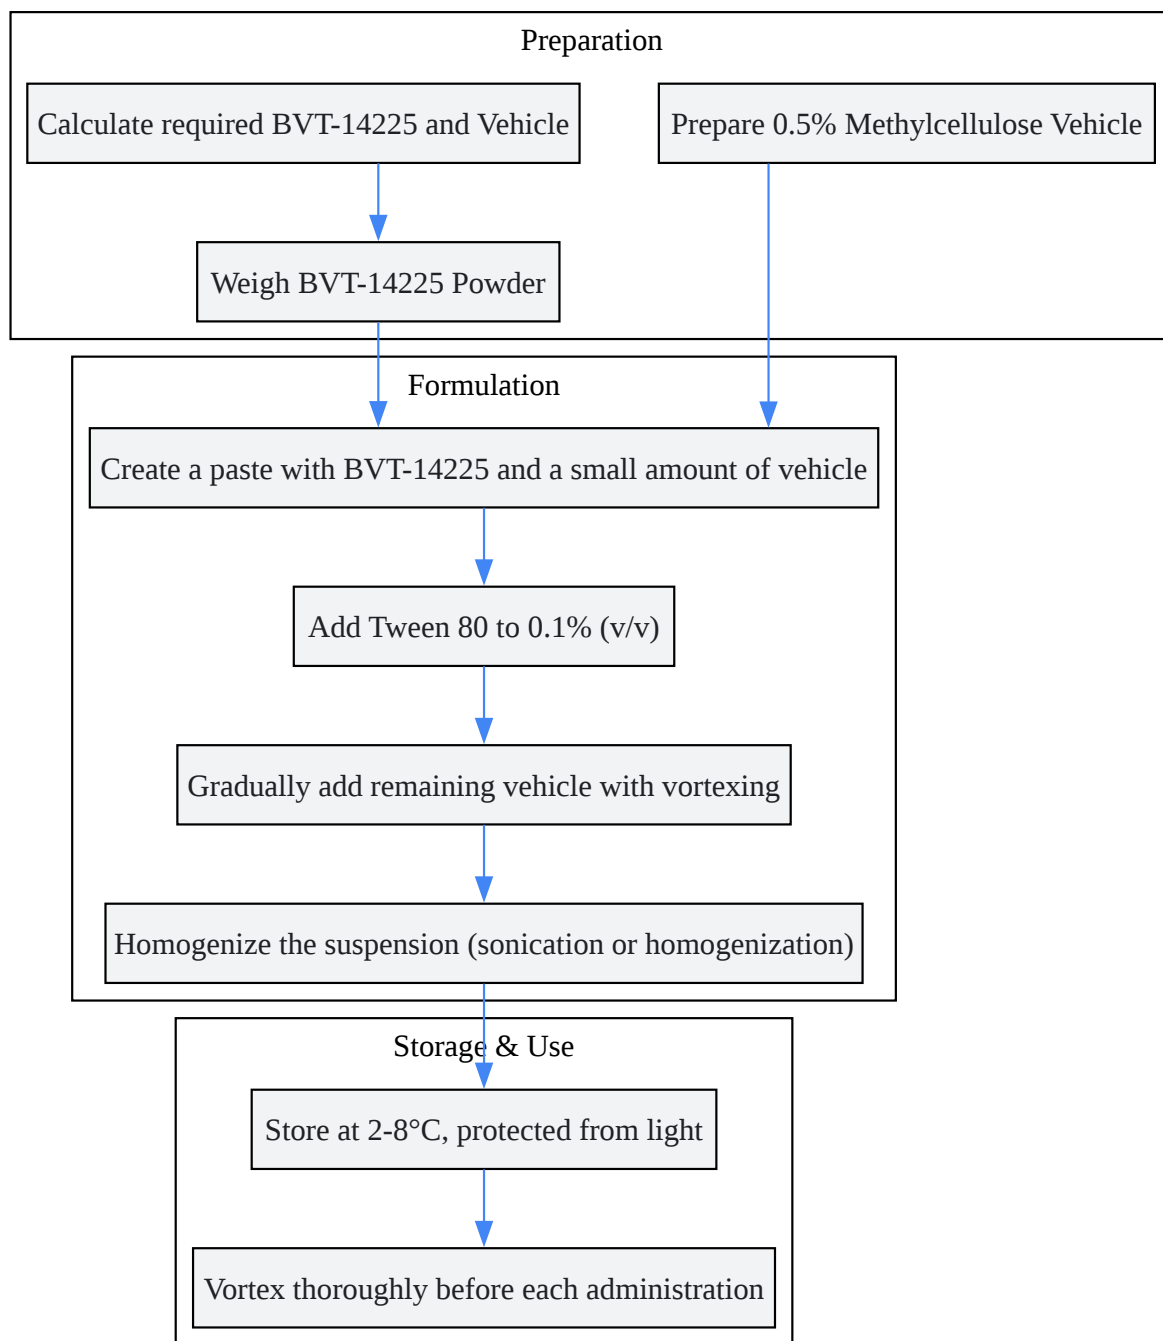 Preparation
Calculate required BVT-14225 and Vehicle
Prepare 0.5% Methylcellulose Vehicle
Weigh BVT-14225 Powder
Formulation
Create a paste with BVT-14225 and a small amount of vehicle
Add Tween 80 to 0.1% (v/v)
Gradually add remaining vehicle with vortexing
Homogenize the suspension (sonication or homogenization)
Storage & Use
Store at 2-8°C, protected from light
Vortex thoroughly before each administration